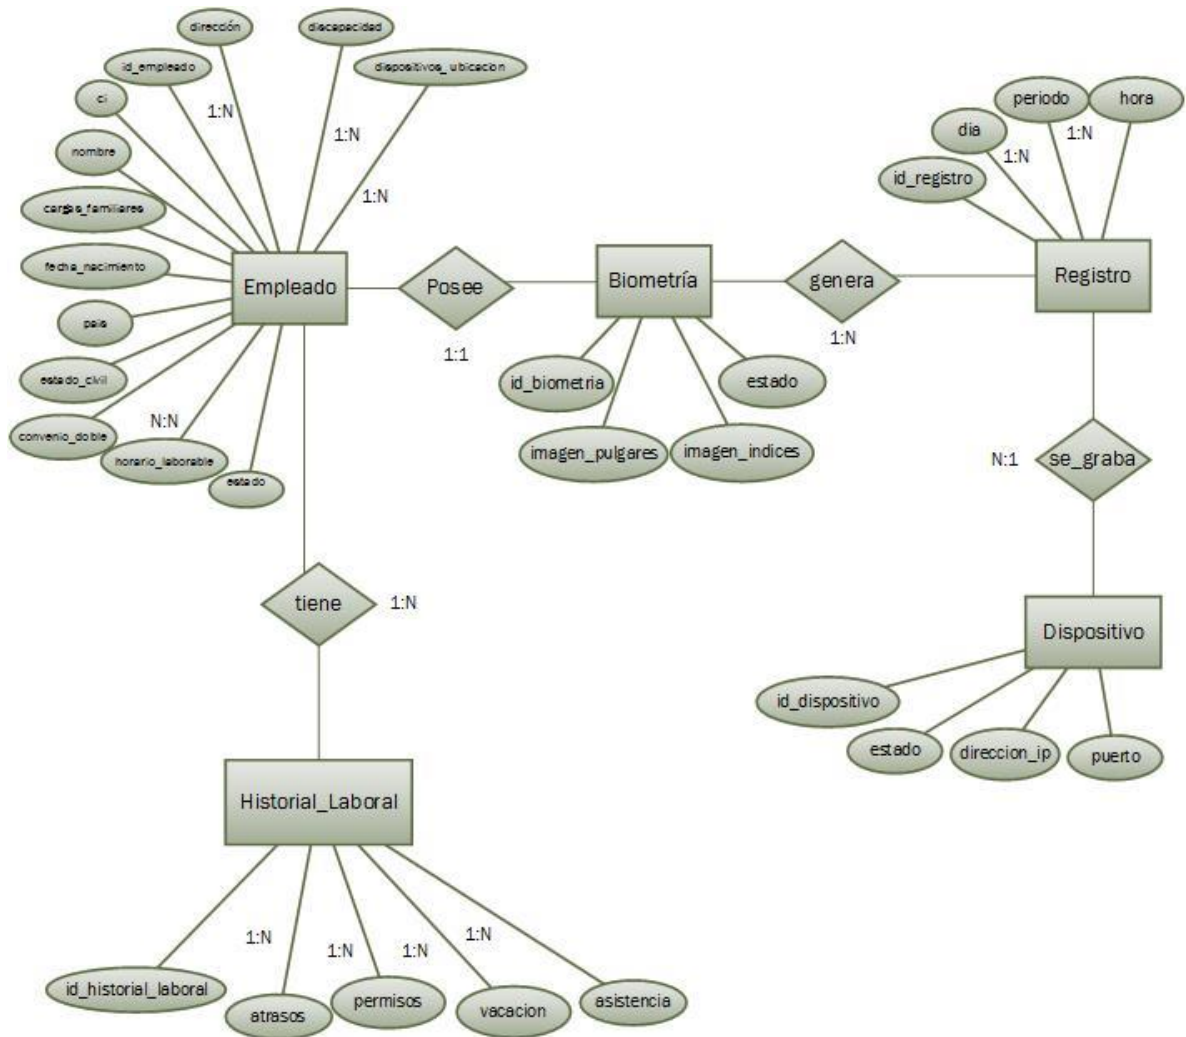 dirección
discapacidad
id_empleado
dispositivos_ubicacion
ci
1:N
1:N
nombre
1:N
cargas_familiares
fecha_nacimiento
Empleado
pais
estado_civil
convenio_doble
N:N
horario_laborable
estado
Posee
1:1
Biometría
id_biometria
estado
imagen_pulgares
imagen_indices
genera
1:N
periodo
hora
dia
1:N
1:N
id_registro
Registro
N:1
se_graba
Dispositivo
id_dispositivo
estado
direccion_ip
puerto
tiene
1:N
Historial_Laboral
1:N
1:N
1:N
1:N
id_historial_laboral
atrasos
permisos
vacacion
asistencia